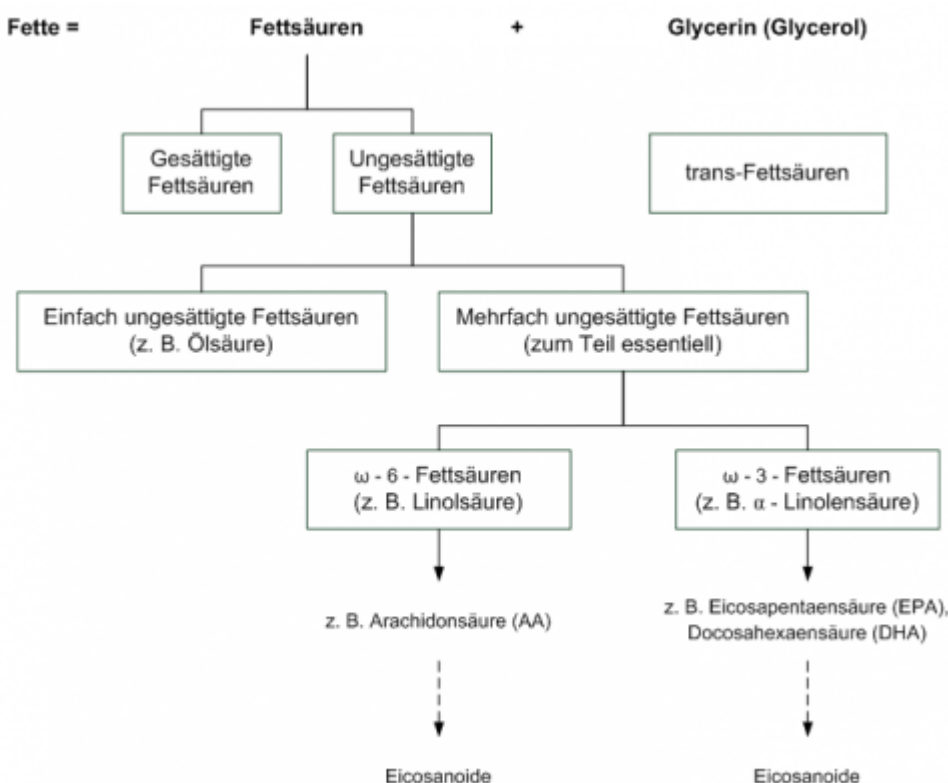 Fette = Fettsäuren + Glycerin (Glycerol)
Gesättigte
Fettsäuren
Ungesättigte
Fettsäuren
trans-Fettsäuren
Einfach ungesättigte Fettsäuren
(z. B. Ölsäure)
Mehrfach ungesättigte Fettsäuren
(zum Teil essentiell)
ω - 6 - Fettsäuren
(z. B. Linolsäure)
ω - 3 - Fettsäuren
(z. B. α - Linolensäure)
z. B. Arachidonsäure (AA)
z. B. Eicosapentaensäure (EPA),
Docosahexaensäure (DHA)
Eicosanoide
Eicosanoide